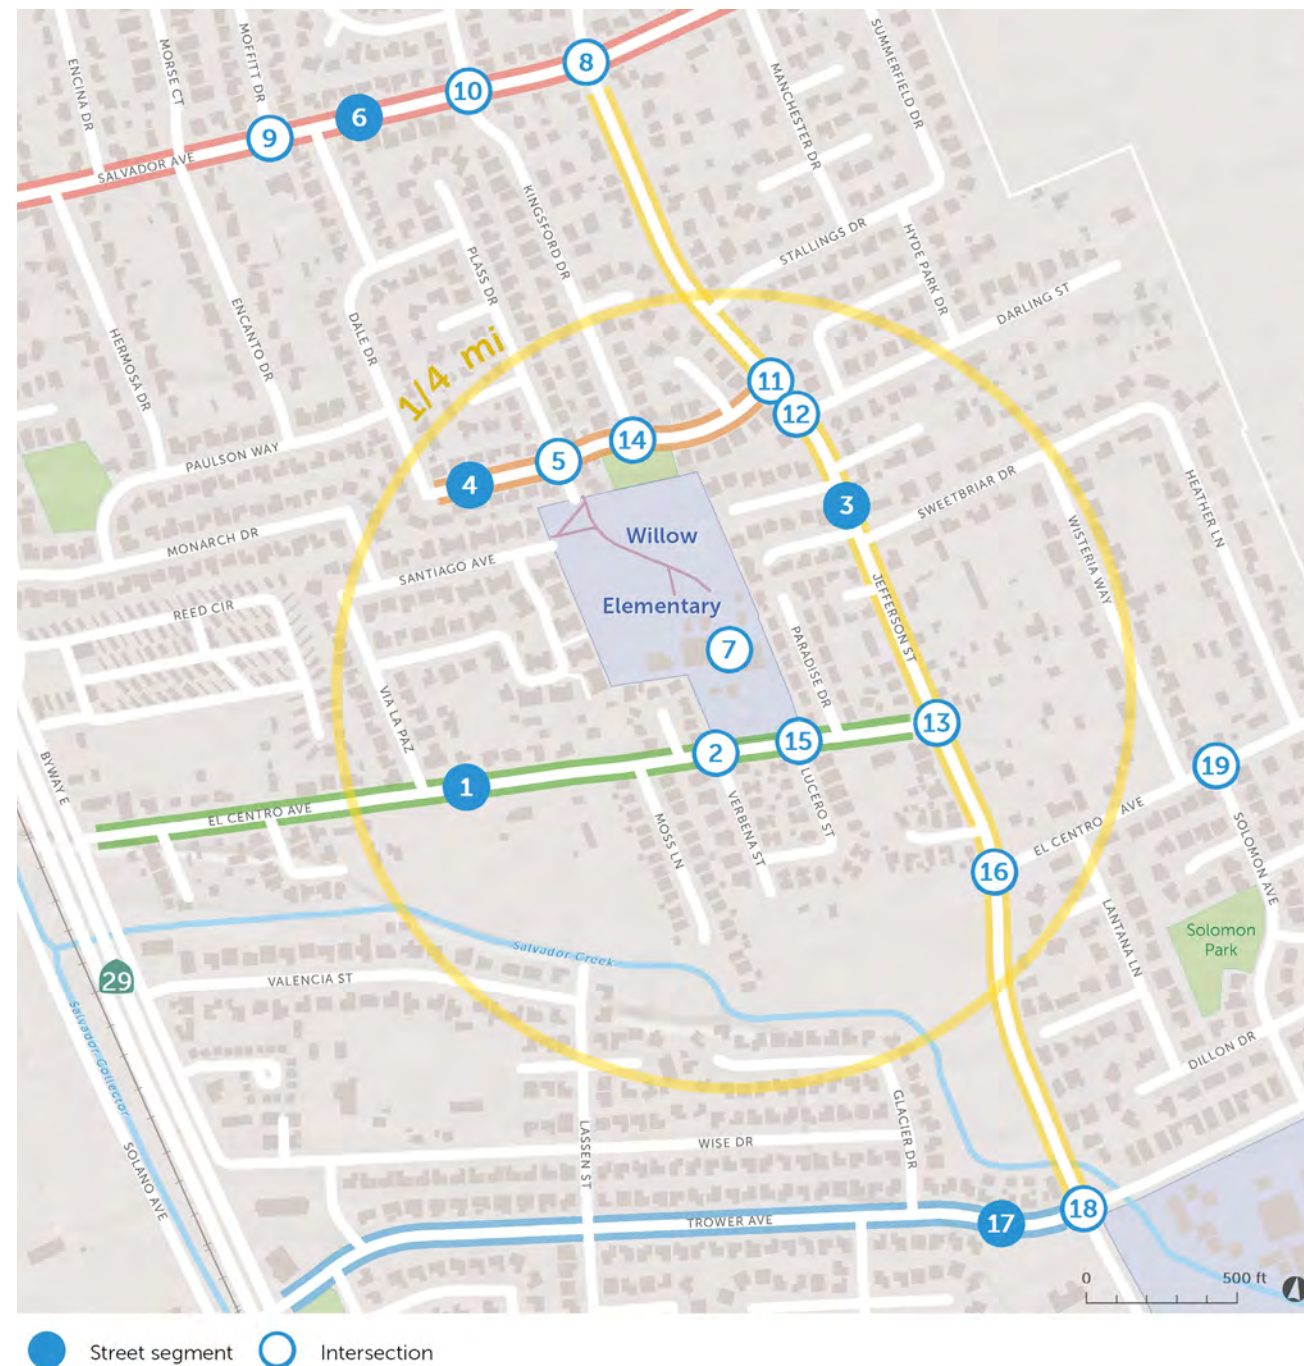 8
10
6
9
ENCINA DR
MORSE CT
MOFFITT DR
SALVADOR AVE
MANCHESTER DR
SUMMERFIELD DR
KINGSFORD DR
STALLINGS DR
HYDE PARK DR
DARLING ST
PLASS DR
ENCANTO DR
HERMOSA DR
DALE DR
1/4 mi
11
12
14
5
4
3
PAULSON WAY
MONARCH DR
SANTIAGO AVE
REED CIR
SWEETBRIAR DR
HEATHER LN
WISTERIA WAY
Willow
Elementary
7
JEFFERSON ST
PARADISE DR
VIA LA PAZ
BYWAY E
13
15
2
1
19
EL CENTRO AVE
MOSS LN
VERBENA ST
LUCERO ST
EL CENTRO AVE
SOLOMON AVE
16
LANTANA LN
Solomon
Park
Salvador Creek
29
VALENCIA ST
Salvador Collector
SOLANO AVE
DILLON DR
GLACIER DR
LASSEN ST
WISE DR
TROWER AVE
17
18
0 500 ft
Street segment Intersection